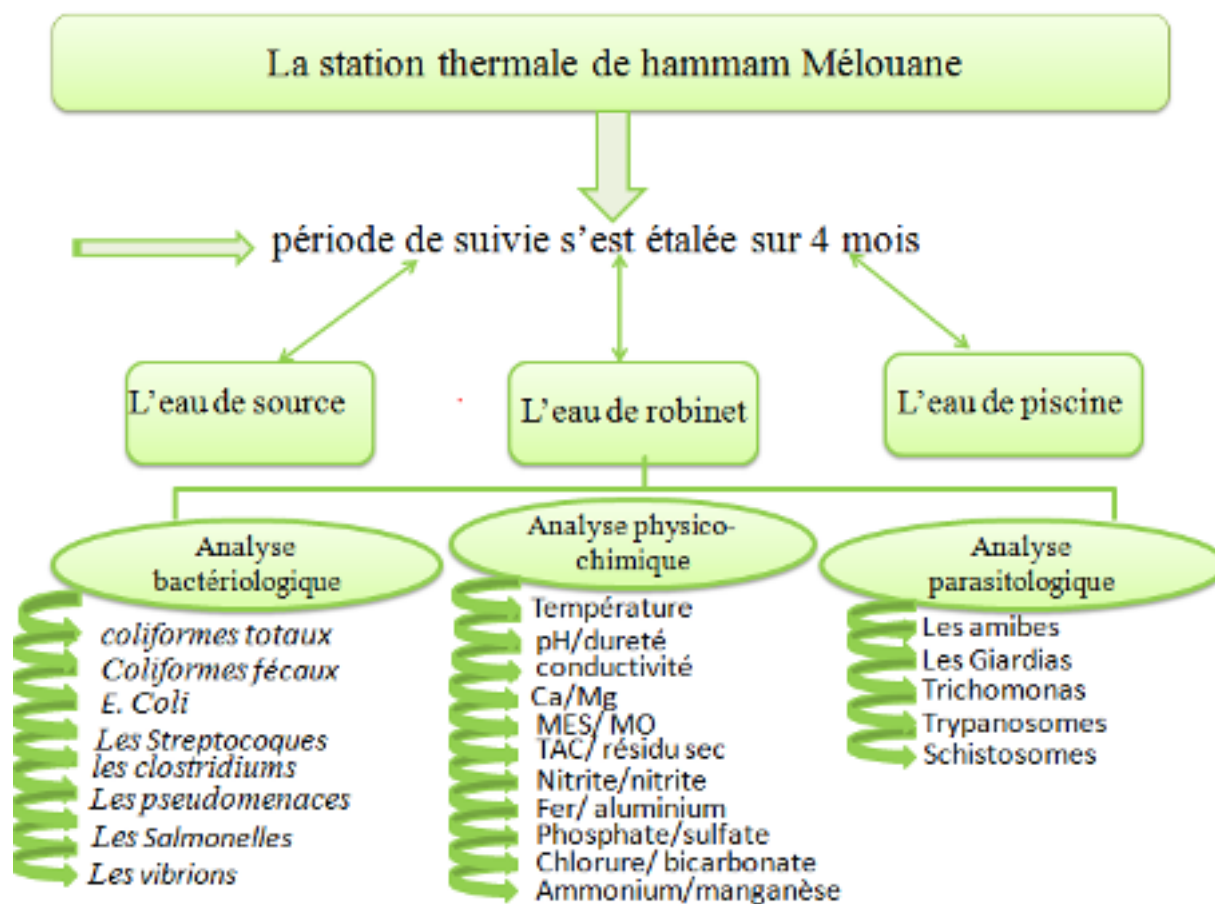 La station thermale de hammam Mélouane
période de suivie s'est étalée sur 4 mois
L'eau de source
L'eau de robinet
L'eau de piscine
Analyse
bactériologique
coliformes totaux
Coliformes fécaux
E. Coli
Les Streptocoques
les clostridiums
Les pseudomenaces
Les Salmonelles
Les vibrions
Analyse physico-
chimique
Température
pH/dureté
conductivité
Ca/Mg
MES/ MO
TAC/ résidu sec
Nitrite/nitrite
Fer/ aluminium
Phosphate/sulfate
Chlorure/ bicarbonate
Ammonium/manganèse
Analyse
parasitologique
Les amibes
Les Giardias
Trichomonas
Trypanosomes
Schistosomes